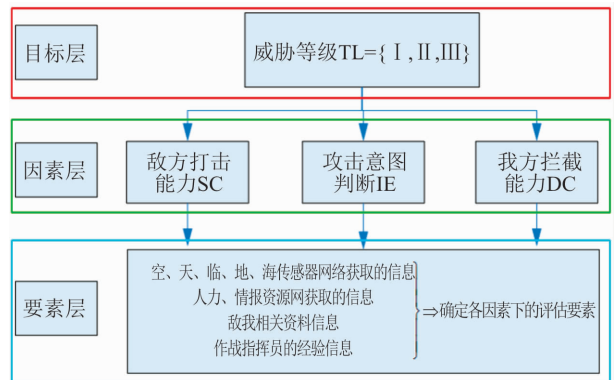 目标层
威胁等级TL={Ⅰ,Ⅱ,Ⅲ}
因素层
敌方打击
能力SC
攻击意图
判断IE
我方拦截
能力DC
要素层
空、天、临、地、海传感器网络获取的信息
人力、情报资源网获取的信息
敌我相关资料信息
作战指挥员的经验信息
⇒确定各因素下的评估要素